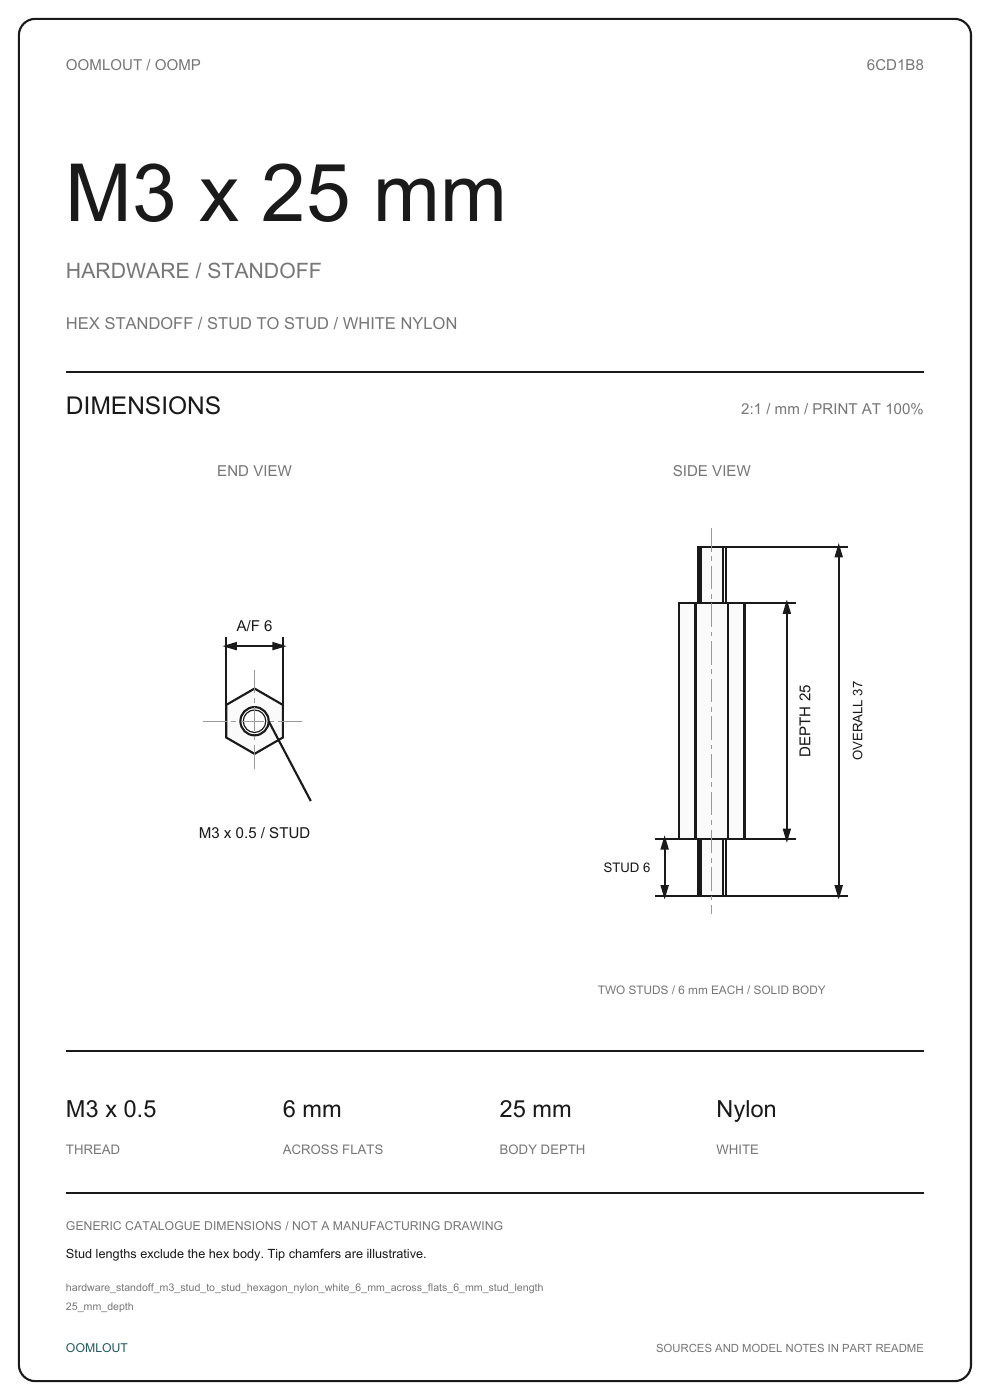 OOMLOUT / OOMP
6CD1B8
M3 x 25 mm
HARDWARE / STANDOFF
HEX STANDOFF / STUD TO STUD / WHITE NYLON
DIMENSIONS
2:1 / mm / PRINT AT 100%
END VIEW
SIDE VIEW
A/F 6
M3 x 0.5 / STUD
DEPTH 25
OVERALL 37
STUD 6
TWO STUDS / 6 mm EACH / SOLID BODY
M3 x 0.5
THREAD
6 mm
ACROSS FLATS
25 mm
BODY DEPTH
Nylon
WHITE
GENERIC CATALOGUE DIMENSIONS / NOT A MANUFACTURING DRAWING
Stud lengths exclude the hex body. Tip chamfers are illustrative.
hardware_standoff_m3_stud_to_stud_hexagon_nylon_white_6_mm_across_flats_6_mm_stud_length
25_mm_depth
OOMLOUT
SOURCES AND MODEL NOTES IN PART README